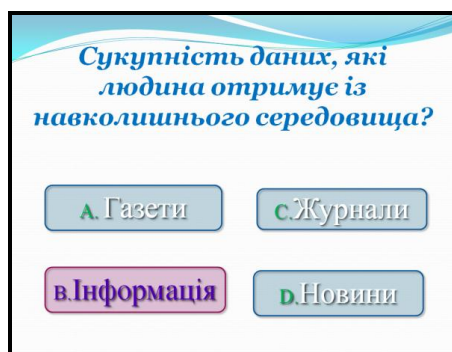 Сукупність даних, які
людина отримує із
навколишнього середовища?
A. Газети
C.Журнали
B.Інформація
D.Новини